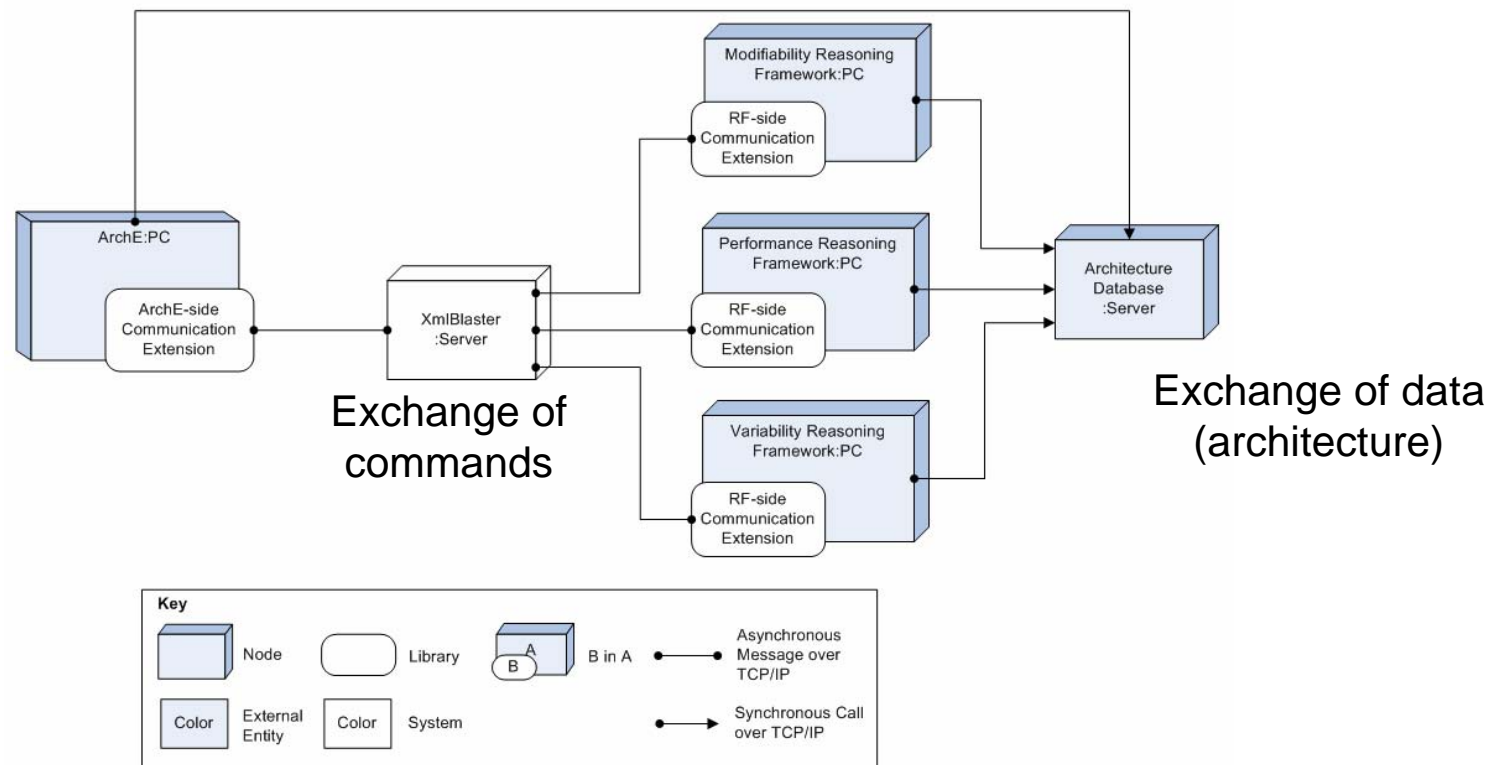 Modifiability Reasoning
Framework:PC
RF-side
Communication
Extension
ArchE:PC
ArchE-side
Communication
Extension
XmlBlaster
:Server
Exchange of
commands
Performance Reasoning
Framework:PC
RF-side
Communication
Extension
Variability Reasoning
Framework:PC
RF-side
Communication
Extension
Architecture
Database
:Server
Exchange of data
(architecture)
Key
Node
Library
A
B
B in A
Asynchronous
Message over
TCP/IP
Color
External
Entity
Color
System
Synchronous Call
over TCP/IP